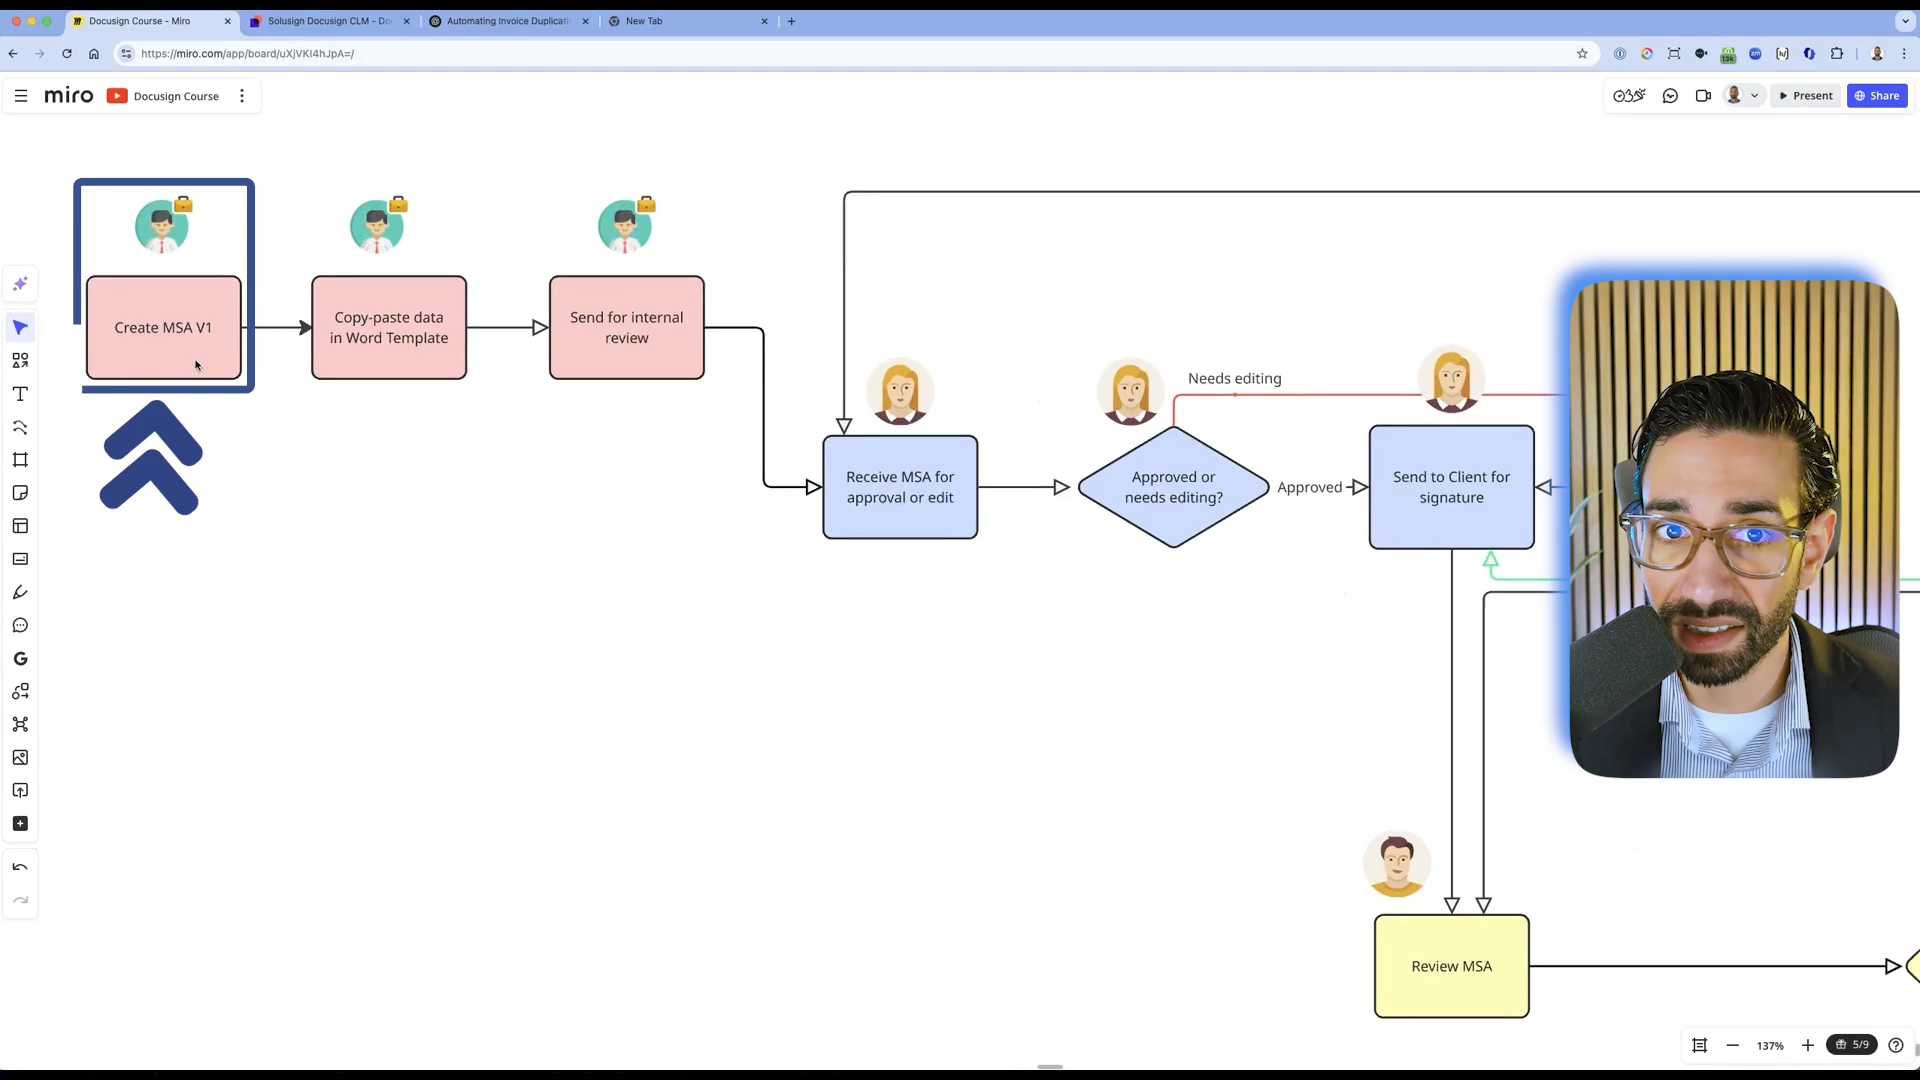 Docusign Course - Miro
Solusign Docusign CLM - Do
Automating Invoice Duplicati
New Tab
https://miro.com/app/board/uXjVKI4hJpA=/
13k
zm
miro
Docusign Course
Present
Share
Create MSA V1
Copy-paste data
in Word Template
Send for internal
review
Needs editing
Receive MSA for
approval or edit
Approved or
needs editing?
Approved
Send to Client for
signature
Review MSA
137%
5/9